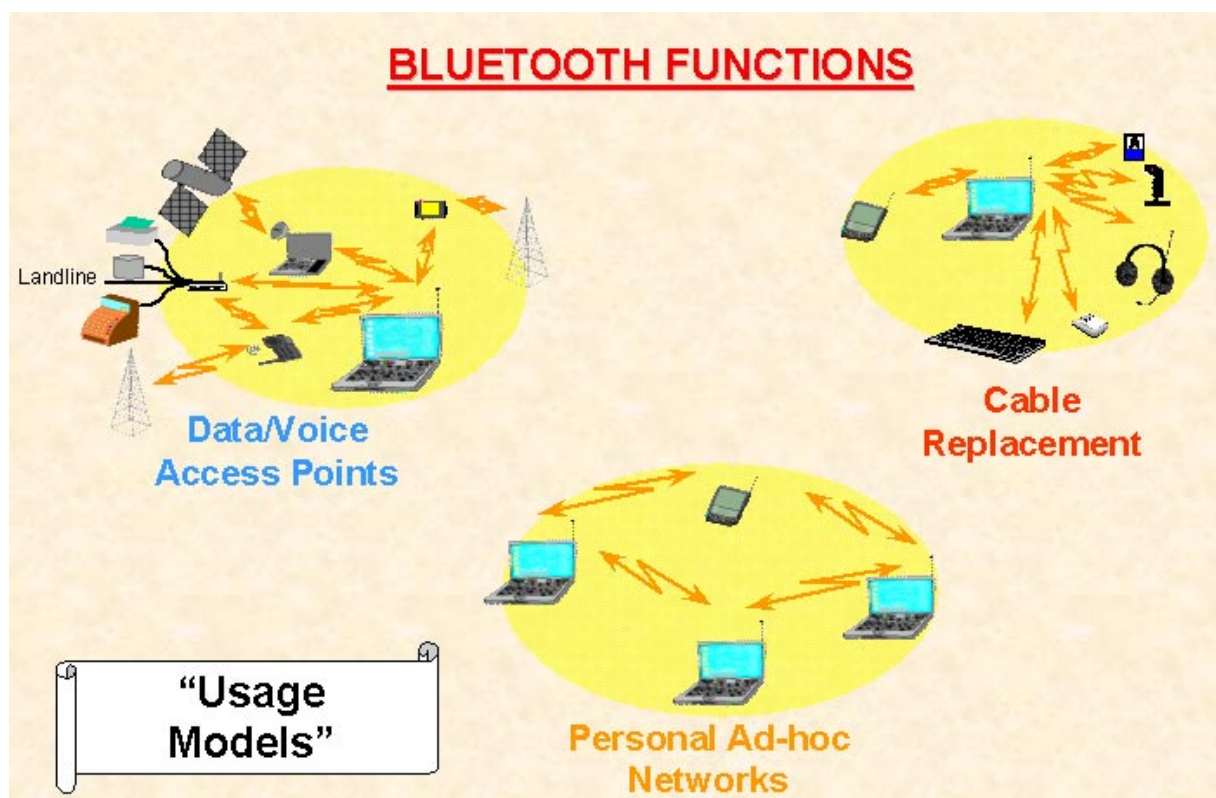 BLUETOOTH FUNCTIONS
Landline
Data/Voice
Access Points
Cable
Replacement
Personal Ad-hoc
Networks
“Usage
Models”